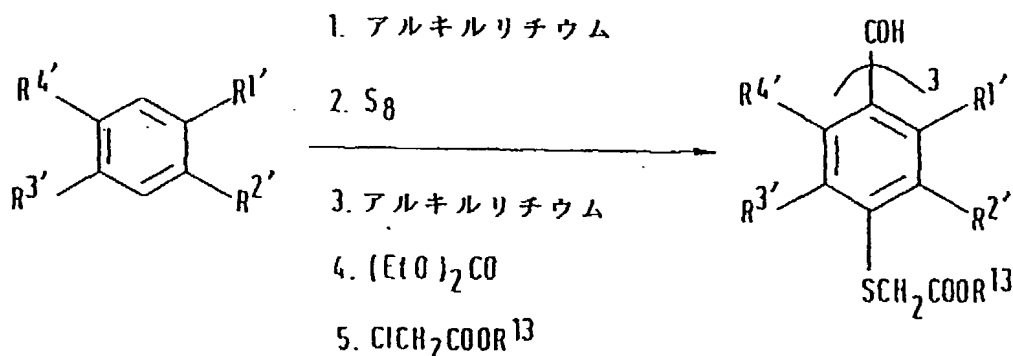 1. アルキルリチウム
2. S8
3. アルキルリチウム
4. (EtO)2CO
5. ClCH2COOR13
R4' R1'
R3' R2'
COH
3
R4' R1'
R3' R2'
SCH2COOR13